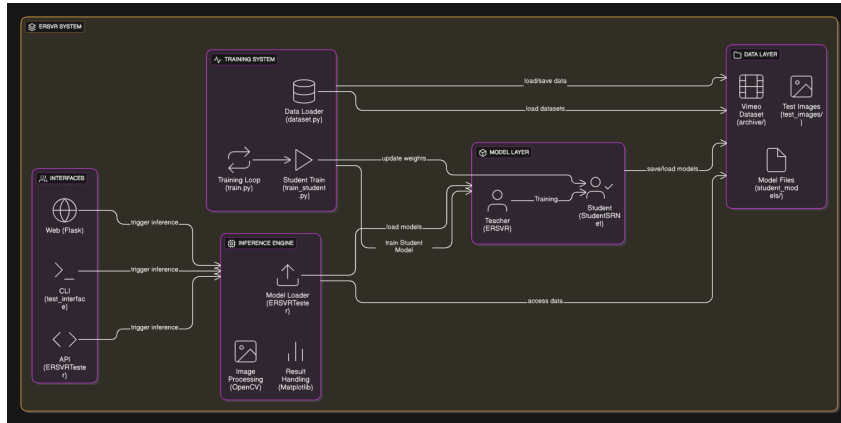 ERSVR SYSTEM
TRAINING SYSTEM
Data Loader
(dataset.py)
Training Loop
(train.py)
Student Train
(train_student
.py)
load/save data
load datasets
update weights
load models
train Student
Model
DATA LAYER
Vimeo
Dataset
(archive/)
Test Images
(test_images/
)
Model Files
(student_mod
els/)
MODEL LAYER
Teacher
(ERSVR)
Training
Student
(StudentSRN
et)
save/load models
INTERFACES
Web (Flask)
CLI
(test_interfac
e)
API
(ERSVRTeste
r)
trigger inference
trigger inference
trigger inference
INFERENCE ENGINE
Model Loader
(ERSVRTeste
r)
Image
Processing
(OpenCV)
Result
Handling
(Matplotlib)
access data